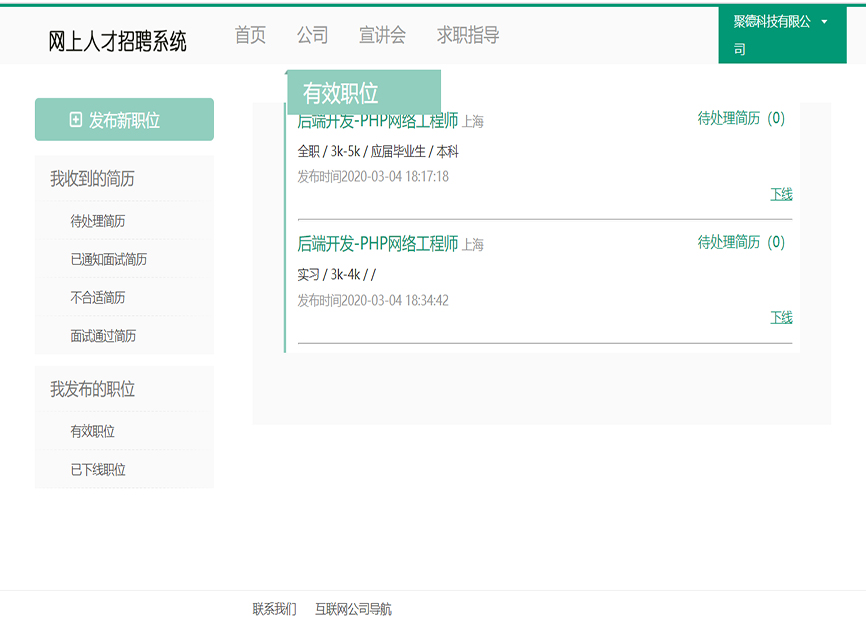 网上人才招聘系统
首页 公司 宣讲会 求职指导
聚德科技有限公
司
发布新职位
我收到的简历
待处理简历
已通知面试简历
不合适简历
面试通过简历
我发布的职位
有效职位
已下线职位
有效职位
后端开发-PHP网络工程师 上海 待处理简历（0）
全职 / 3k-5k / 应届毕业生 / 本科
发布时间2020-03-04 18:17:18
下线
后端开发-PHP网络工程师 上海 待处理简历（0）
实习 / 3k-4k / /
发布时间2020-03-04 18:34:42
下线
联系我们 互联网公司导航